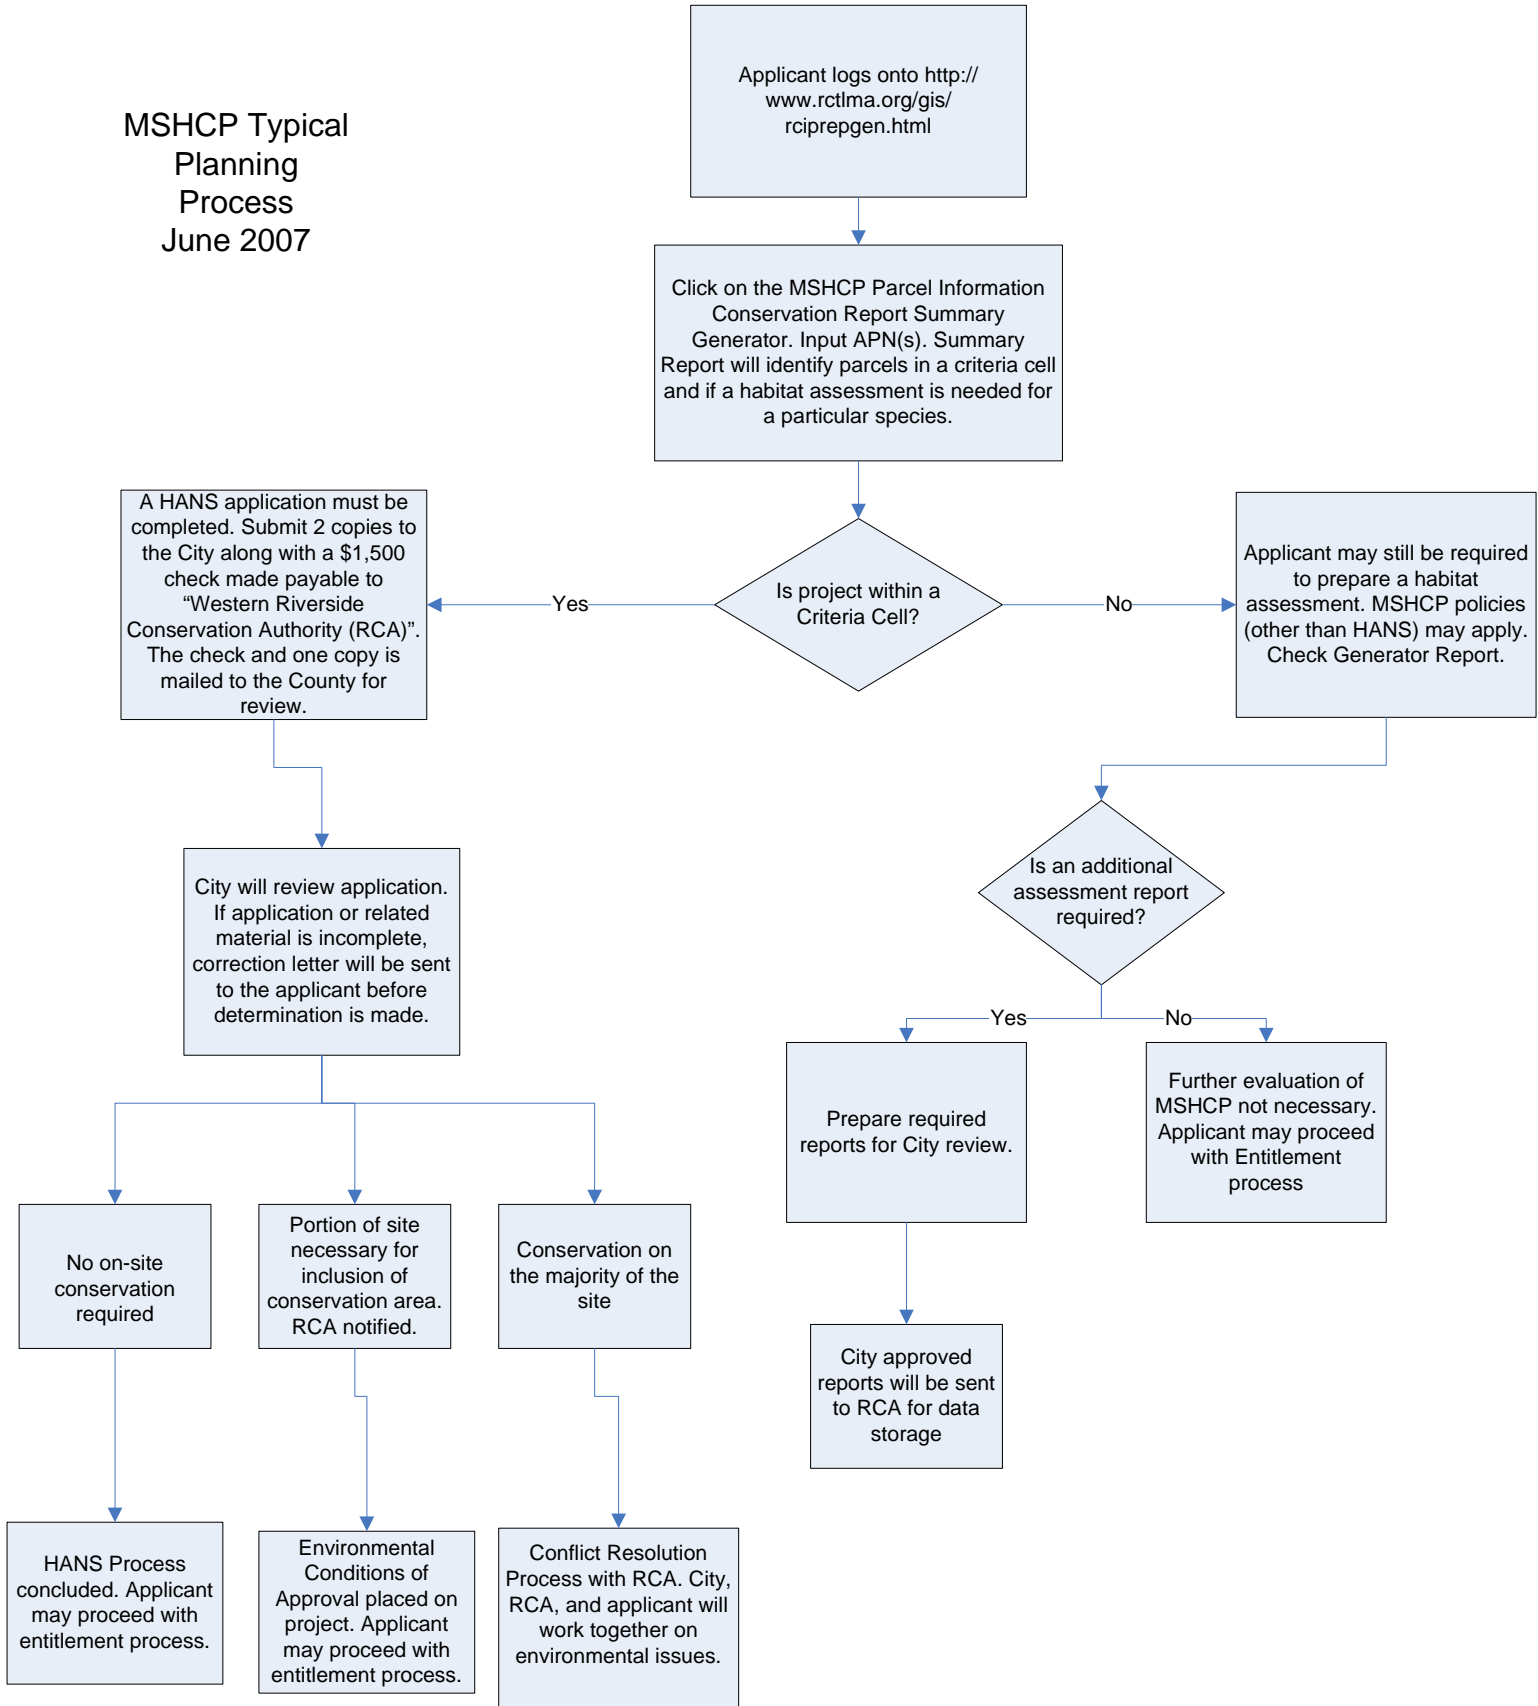 MSHCP Typical
Planning
Process
June 2007
Applicant logs onto http://
www.rctlma.org/gis/
rciprepgen.html
Click on the MSHCP Parcel Information
Conservation Report Summary
Generator. Input APN(s). Summary
Report will identify parcels in a criteria cell
and if a habitat assessment is needed for
a particular species.
Is project within a
Criteria Cell?
Yes
No
A HANS application must be
completed. Submit 2 copies to
the City along with a $1,500
check made payable to
“Western Riverside
Conservation Authority (RCA)”.
The check and one copy is
mailed to the County for
review.
Applicant may still be required
to prepare a habitat
assessment. MSHCP policies
(other than HANS) may apply.
Check Generator Report.
City will review application.
If application or related
material is incomplete,
correction letter will be sent
to the applicant before
determination is made.
Is an additional
assessment report
required?
Yes
No
Prepare required
reports for City review.
Further evaluation of
MSHCP not necessary.
Applicant may proceed
with Entitlement
process
No on-site
conservation
required
Portion of site
necessary for
inclusion of
conservation area.
RCA notified.
Conservation on
the majority of the
site
City approved
reports will be sent
to RCA for data
storage
HANS Process
concluded. Applicant
may proceed with
entitlement process.
Environmental
Conditions of
Approval placed on
project. Applicant
may proceed with
entitlement process.
Conflict Resolution
Process with RCA. City,
RCA, and applicant will
work together on
environmental issues.